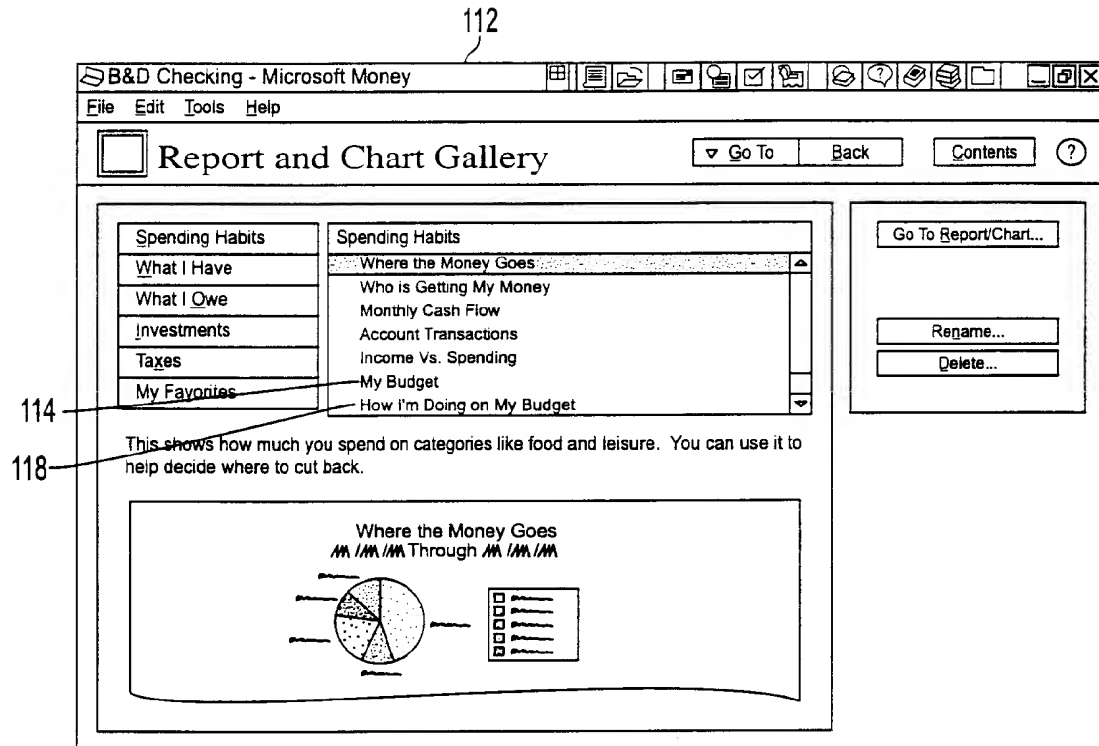 112
B&D Checking - Microsoft Money
File Edit Tools Help
Report and Chart Gallery
Go To Back Contents ?
Spending Habits
What I Have
What I Owe
Investments
Taxes
My Favorites
Spending Habits
Where the Money Goes
Who is Getting My Money
Monthly Cash Flow
Account Transactions
Income Vs. Spending
My Budget
How I'm Doing on My Budget
Go To Report/Chart...
Rename...
Delete...
114
118
This shows how much you spend on categories like food and leisure. You can use it to
help decide where to cut back.
Where the Money Goes
Through